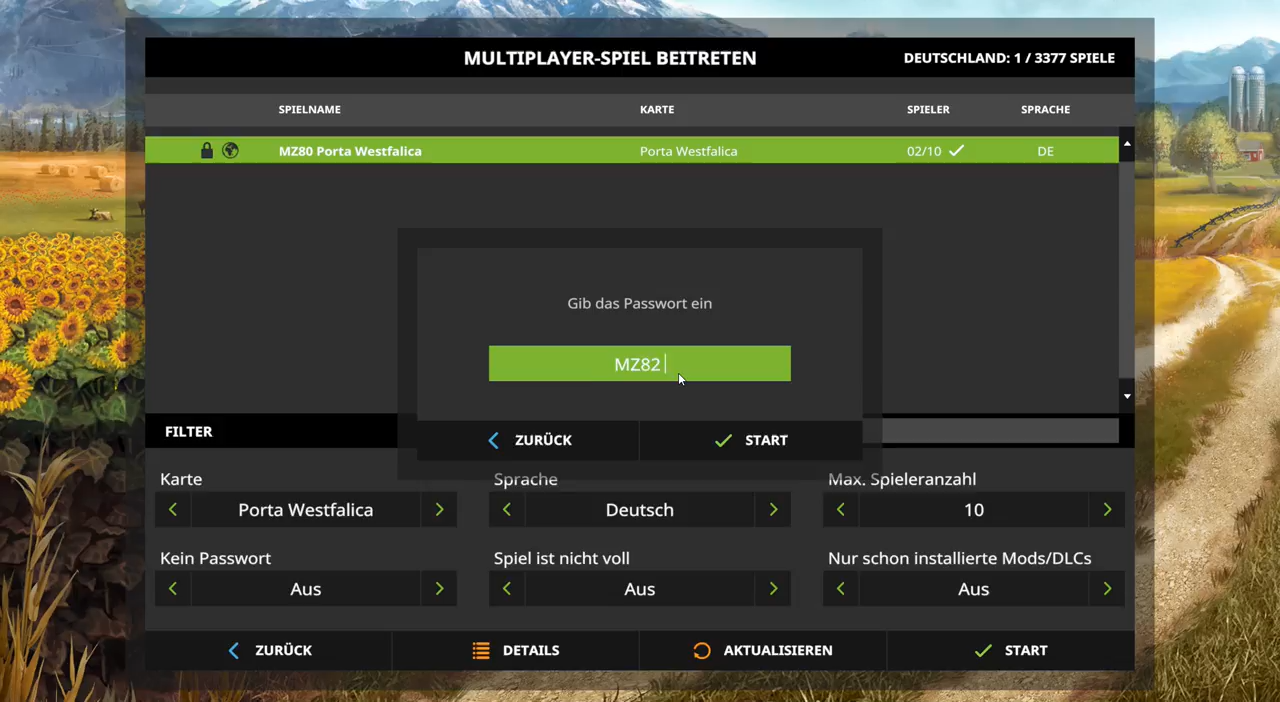 MULTIPLAYER-SPIEL BEITRETEN
DEUTSCHLAND: 1 / 3377 SPIELE
SPIELNAME KARTE SPIELER SPRACHE
MZ80 Porta Westfalica Porta Westfalica 02/10 DE
Gib das Passwort ein
MZ82
ZURÜCK START
FILTER
Karte Sprache Max. Spieleranzahl
Porta Westfalica Deutsch 10
Kein Passwort Spiel ist nicht voll Nur schon installierte Mods/DLCs
Aus Aus Aus
ZURÜCK DETAILS AKTUALISIEREN START